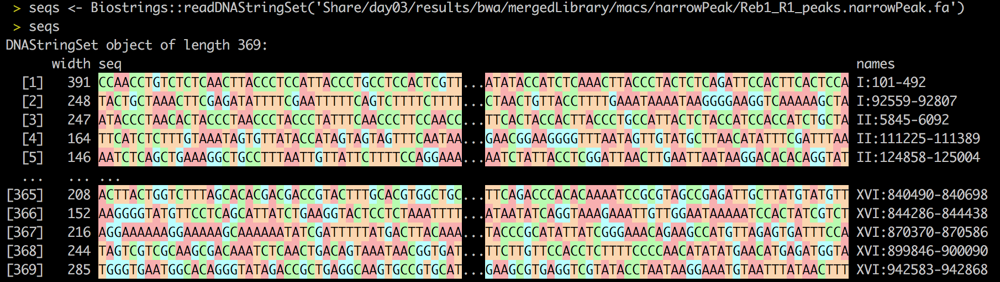 > seqs <- Biostrings::readDNAStringSet('Share/day03/results/bwa/mergedLibrary/macs/narrowPeak/Reb1_R1_peaks.narrowPeak.fa')
> seqs
DNAStringSet object of length 369:
width seq names
[1] 391 CCAACCTGTCTCTCAACTTACCCTCCATTACCCTGCCTCCACTCGTT...ATATACCATCTCAAACTTACCCTACTCTCAGATTCCACTTCACTCCA I:101-492
[2] 248 TACTGCTAAACTTCGAGATATTTTCGAATTTTTCAGTCTTTTCTTTT...CTAACTGTTACCTTTTGAAATAAAATAAGGGGAAGGTCAAAAAGCTA I:92559-92807
[3] 247 ATACCCTAACACTACCCTAACCCTACCCTATTTCAACCCTTCCAACC...TTCACTACCACTTACCCTGCCATTACTCTACCATCCACCATCTGCTA II:5845-6092
[4] 164 TTCATCTCTTTGTAAATAGTGTTATACCATAGTAGTAGTTTCAATAA...GAACGGAAGGGGTTTAATAGTTGTATGCTTAACATATTTCGATTTAA II:111225-111389
[5] 146 AATCTCAGCTGAAAGGCTGCCTTTAATTGTTATTCTTTTCCAGGAAA...AATCTATTACCTCGGATTAACTTGAATTAATAAGGACACACAGGTAT II:124858-125004
... ... ...
[365] 208 ACTTACTGGTCTTTAGCACACGACGACCGTACTTTGCACGTGGCTGC...TTCAGACCCACACAAAATCCGCGTAGCCGAGATTGCTTATGTATGTT XVI:840490-840698
[366] 152 AAGGGGTATGTTCCTCAGCATTATCTGAAGGTACTCCTCTAAATTTT...ATAATATCAGGTAAAGAAATTGTTGGAATAAAAATCCACTATCGTCT XVI:844286-844438
[367] 216 AGGAAAAAAAGGAAAAAGCAAAAAATATCGATTTTTATGACTTACAAA...TACCCGCATATTATCGGGAAACAGAAGCCATGTTAGAGTGATTTCCA XVI:870370-870586
[368] 244 TAGTCGTCGCAAGCGACAAATCTCAACTGACAGTAAATAACGGTGAT...TTCTTGTTCCACCTCTTTTCCCCAACATATATGAACATGAGATGGTA XVI:899846-900090
[369] 285 TGGGTGAATGGCACAGGGTATAGACCGCTGAGGCAAGTGCCGTGCAT...GAAGCGTGAGGTCGTATACCTAATAAGGAAATGTAATTTATAACTTT XVI:942583-942868